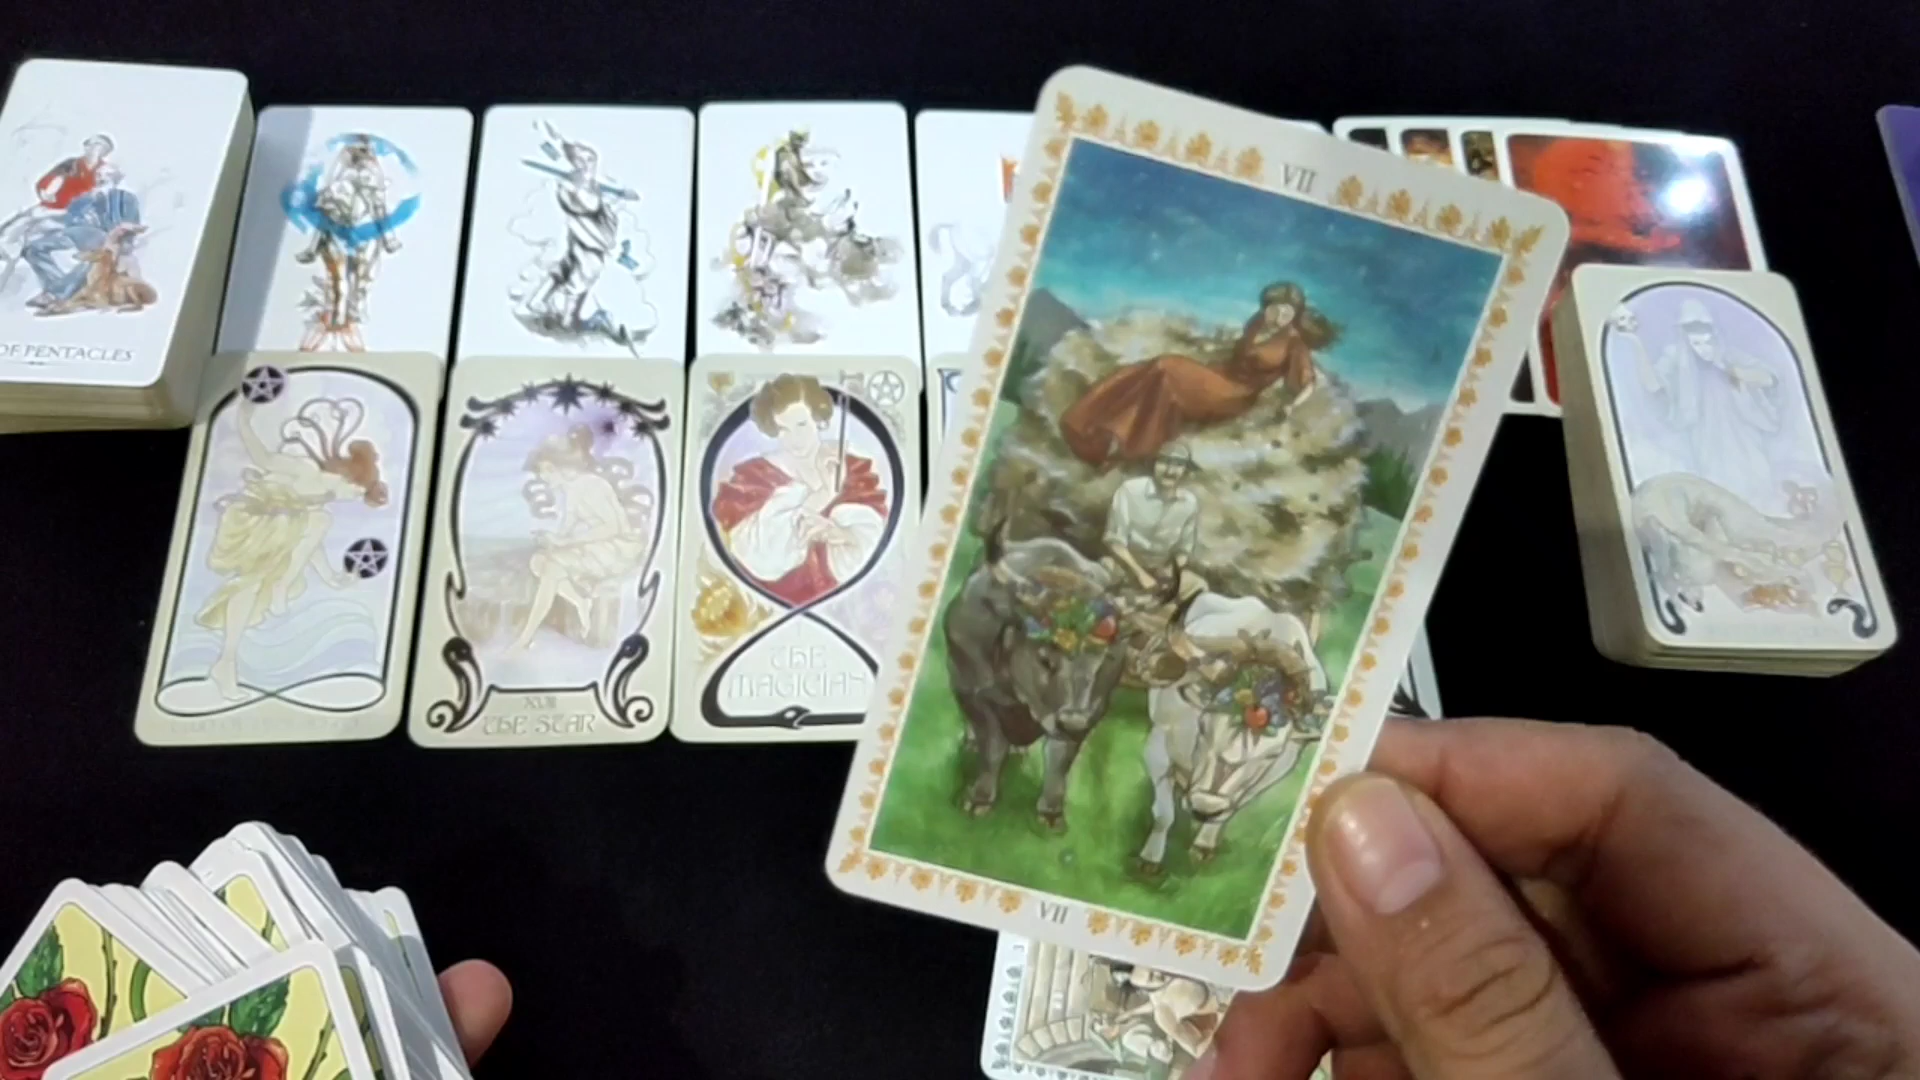 VII
OF PENTACLES
XVII
THE STAR
I
THE
MAGICIAN
VII